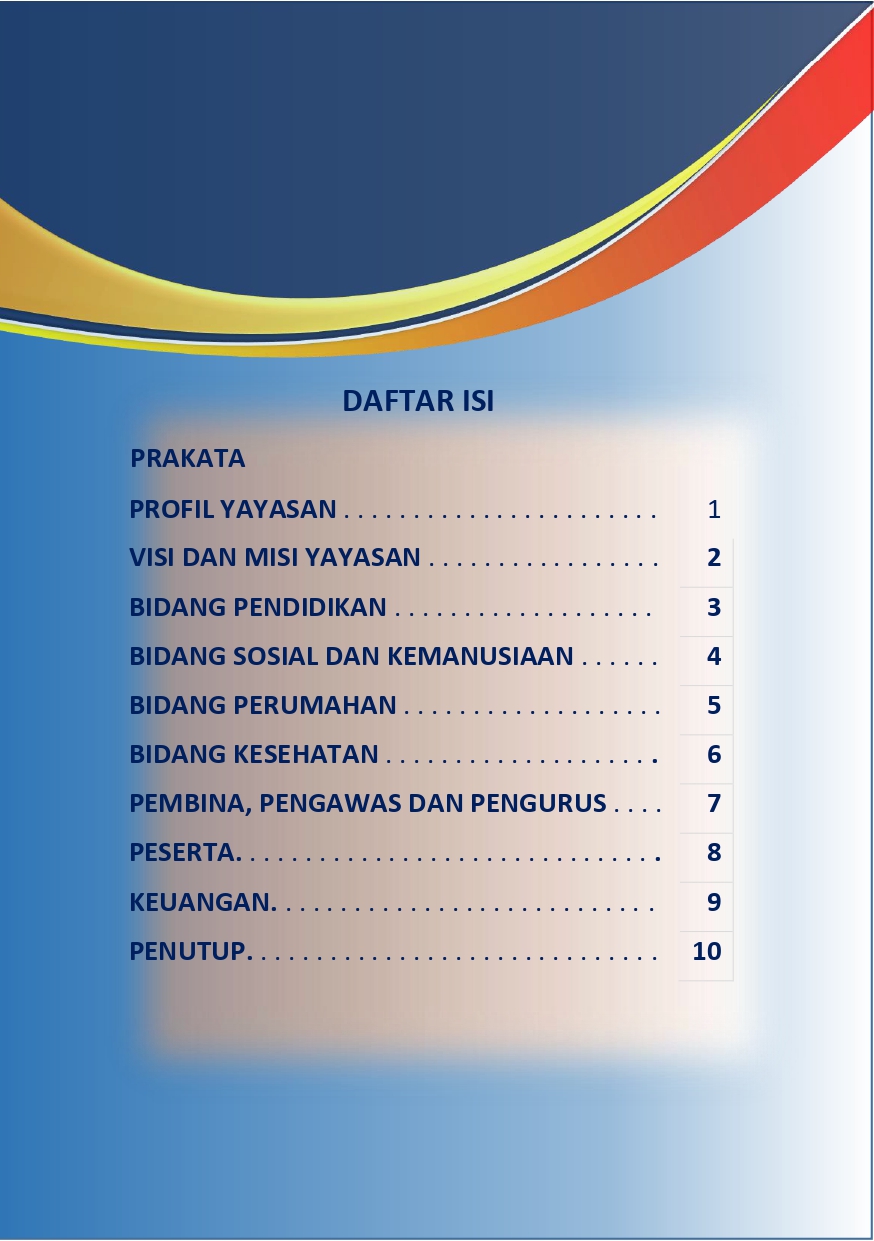 DAFTAR ISI
PRAKATA
PROFIL YAYASAN . . . . . . . . . . . . . . . . . . . . . . . 1
VISI DAN MISI YAYASAN . . . . . . . . . . . . . . . . . 2
BIDANG PENDIDIKAN . . . . . . . . . . . . . . . . . . . 3
BIDANG SOSIAL DAN KEMANUSIAAN . . . . . . 4
BIDANG PERUMAHAN . . . . . . . . . . . . . . . . . . . 5
BIDANG KESEHATAN . . . . . . . . . . . . . . . . . . . . 6
PEMBINA, PENGAWAS DAN PENGURUS . . . . 7
PESERTA. . . . . . . . . . . . . . . . . . . . . . . . . . . . . . . 8
KEUANGAN. . . . . . . . . . . . . . . . . . . . . . . . . . . . 9
PENUTUP. . . . . . . . . . . . . . . . . . . . . . . . . . . . . . 10